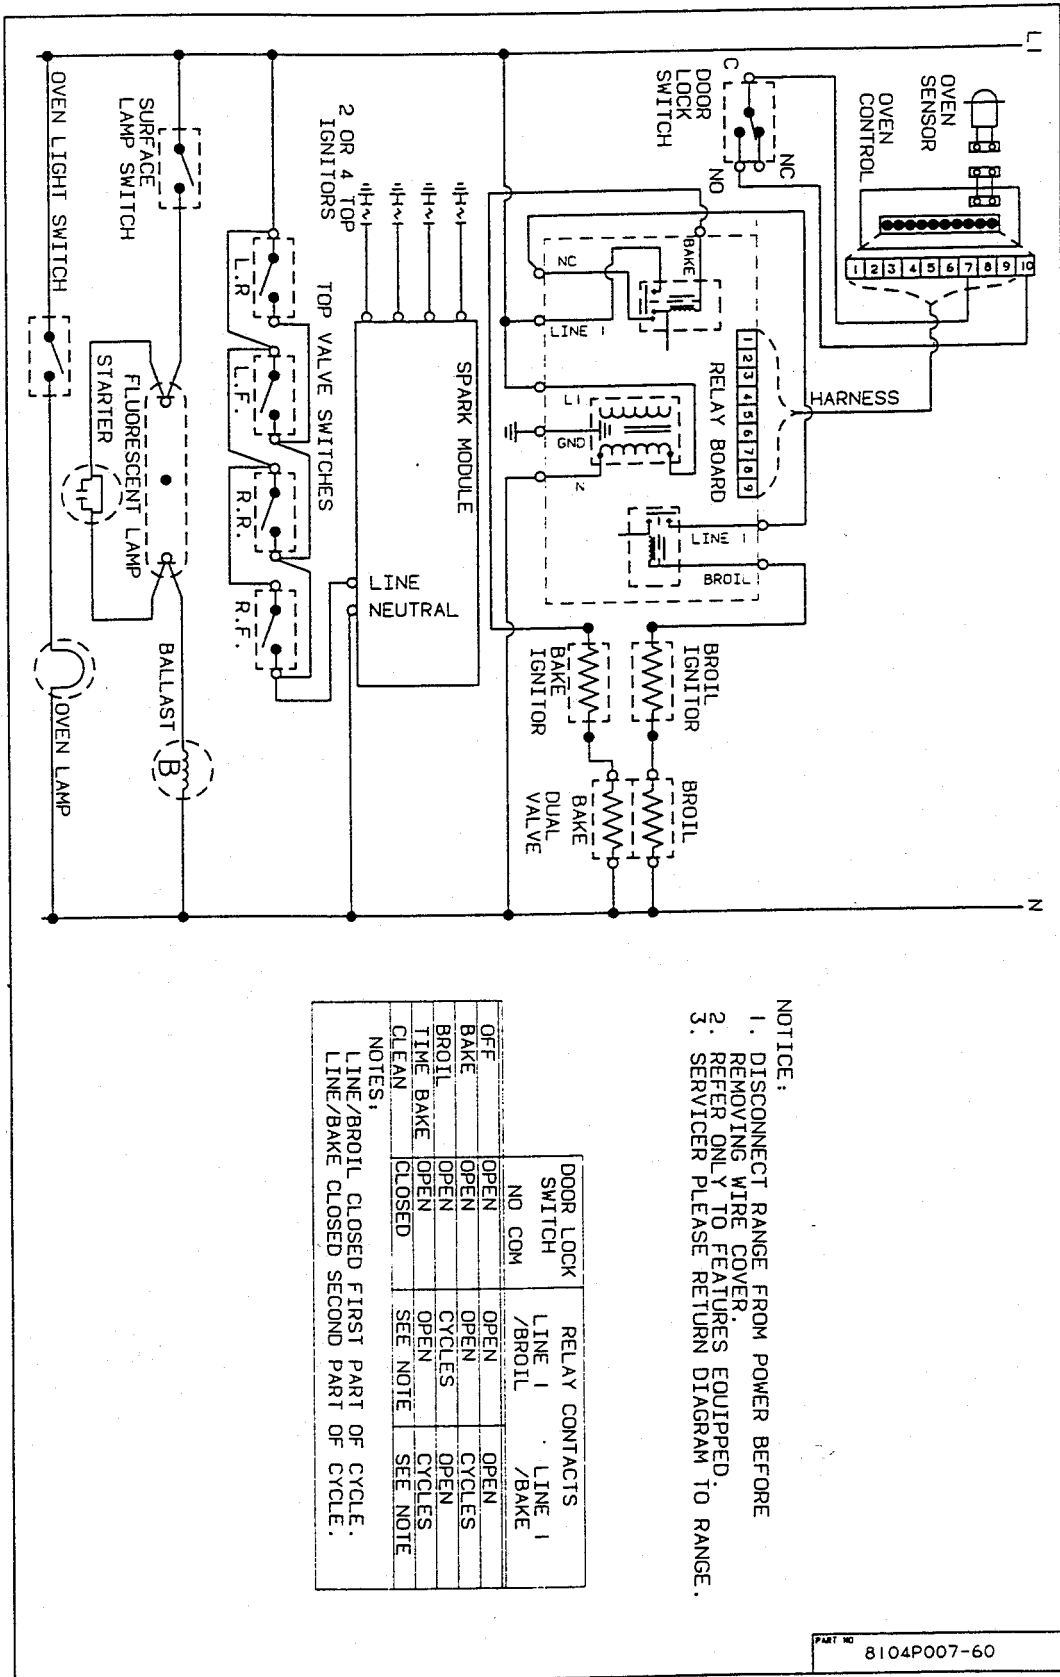 L1
OVEN
SENSOR
OVEN
CONTROL
1 2 3 4 5 6 7 8 9 10
C
DOOR
LOCK
SWITCH
NC
NO
HARNESS
NC
BAKE
LINE 1
1 2 3 4 5 6 7 8 9
RELAY BOARD
L1
GND
N
LINE 1
BROIL
BROIL
IGNITOR
BAKE
IGNITOR
BROIL
BAKE
DUAL
VALVE
2 OR 4 TOP
IGNITORS
SPARK MODULE
LINE
NEUTRAL
TOP VALVE SWITCHES
L.R
L.F.
R.R.
R.F.
SURFACE
LAMP SWITCH
FLUORESCENT LAMP
STARTER
BALLAST
B
OVEN LIGHT SWITCH
OVEN LAMP
N
NOTICE:
1. DISCONNECT RANGE FROM POWER BEFORE
REMOVING WIRE COVER.
2. REFER ONLY TO FEATURES EQUIPPED.
3. SERVICER PLEASE RETURN DIAGRAM TO RANGE.
DOOR LOCK RELAY CONTACTS
SWITCH LINE 1 LINE 1
NO COM /BROIL /BAKE
OFF OPEN OPEN OPEN
BAKE OPEN OPEN CYCLES
BROIL OPEN CYCLES OPEN
TIME BAKE OPEN OPEN CYCLES
CLEAN CLOSED SEE NOTE SEE NOTE
NOTES:
LINE/BROIL CLOSED FIRST PART OF CYCLE.
LINE/BAKE CLOSED SECOND PART OF CYCLE.
PART NO
8104P007-60